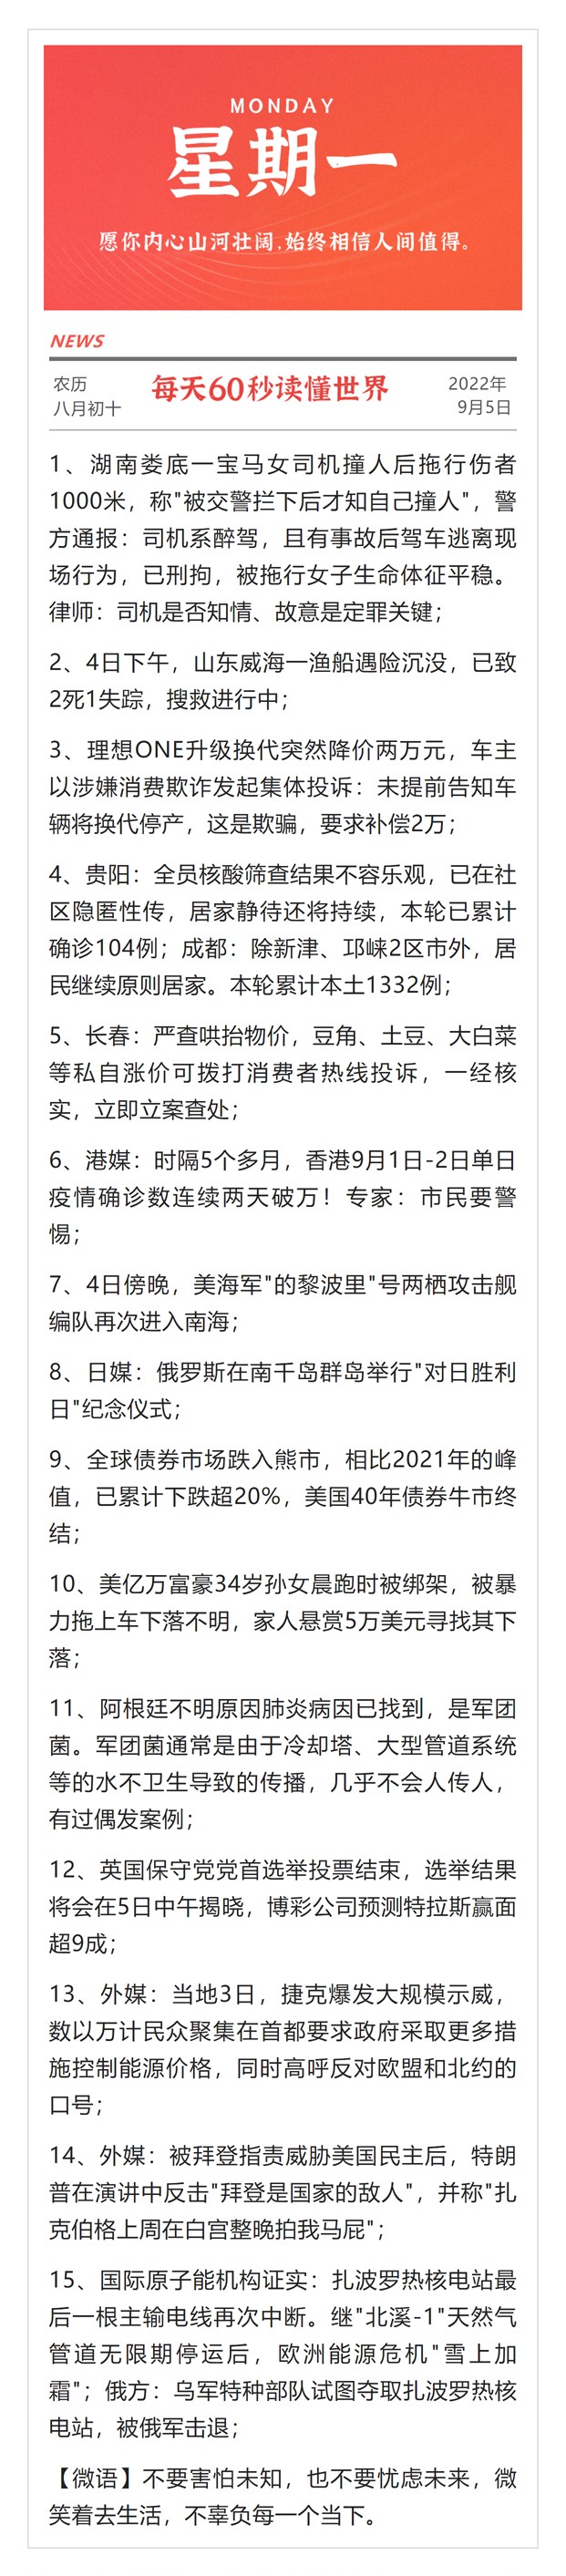 MONDAY
星期一
愿你内心山河壮阔,始终相信人间值得。
NEWS
农历
八月初十
每天60秒读懂世界
2022年
9月5日
1、湖南娄底一宝马女司机撞人后拖行伤者
1000米，称"被交警拦下后才知自己撞人"，警
方通报：司机系醉驾，且有事故后驾车逃离现
场行为，已刑拘，被拖行女子生命体征平稳。
律师：司机是否知情、故意是定罪关键；
2、4日下午，山东威海一渔船遇险沉没，已致
2死1失踪，搜救进行中；
3、理想ONE升级换代突然降价两万元，车主
以涉嫌消费欺诈发起集体投诉：未提前告知车
辆将换代停产，这是欺骗，要求补偿2万；
4、贵阳：全员核酸筛查结果不容乐观，已在社
区隐匿性传，居家静待还将持续，本轮已累计
确诊104例；成都：除新津、邛崃2区市外，居
民继续原则居家。本轮累计本土1332例；
5、长春：严查哄抬物价，豆角、土豆、大白菜
等私自涨价可拨打消费者热线投诉，一经核
实，立即立案查处；
6、港媒：时隔5个多月，香港9月1日-2日单日
疫情确诊数连续两天破万！专家：市民要警
惕；
7、4日傍晚，美海军"的黎波里"号两栖攻击舰
编队再次进入南海；
8、日媒：俄罗斯在南千岛群岛举行"对日胜利
日"纪念仪式；
9、全球债券市场跌入熊市，相比2021年的峰
值，已累计下跌超20%，美国40年债券牛市终
结；
10、美亿万富豪34岁孙女晨跑时被绑架，被暴
力拖上车下落不明，家人悬赏5万美元寻找其下
落；
11、阿根廷不明原因肺炎病因已找到，是军团
菌。军团菌通常是由于冷却塔、大型管道系统
等的水不卫生导致的传播，几乎不会人传人，
有过偶发案例；
12、英国保守党党首选举投票结束，选举结果
将会在5日中午揭晓，博彩公司预测特拉斯赢面
超9成；
13、外媒：当地3日，捷克爆发大规模示威，
数以万计民众聚集在首都要求政府采取更多措
施控制能源价格，同时高呼反对欧盟和北约的
口号；
14、外媒：被拜登指责威胁美国民主后，特朗
普在演讲中反击"拜登是国家的敌人"，并称"扎
克伯格上周在白宫整晚拍我马屁"；
15、国际原子能机构证实：扎波罗热核电站最
后一根主输电线再次中断。继"北溪-1"天然气
管道无限期停运后，欧洲能源危机"雪上加
霜"；俄方：乌军特种部队试图夺取扎波罗热核
电站，被俄军击退；
【微语】不要害怕未知，也不要忧虑未来，微
笑着去生活，不辜负每一个当下。